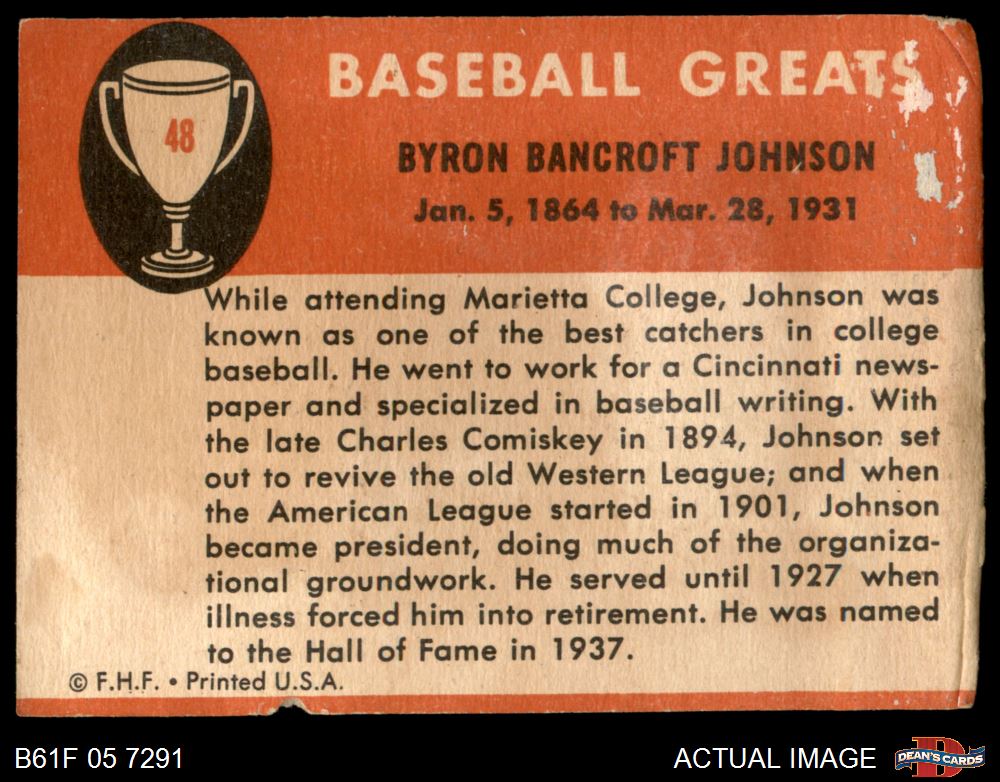 48
BASEBALL GREATS
BYRON BANCROFT JOHNSON
Jan. 5, 1864 to Mar. 28, 1931
While attending Marietta College, Johnson was
known as one of the best catchers in college
baseball. He went to work for a Cincinnati news-
paper and specialized in baseball writing. With
the late Charles Comiskey in 1894, Johnson set
out to revive the old Western League; and when
the American League started in 1901, Johnson
became president, doing much of the organiza-
tional groundwork. He served until 1927 when
illness forced him into retirement. He was named
to the Hall of Fame in 1937.
© F.H.F. • Printed U.S.A.
B61F 05 7291
ACTUAL IMAGE
D
DEAN'S CARDS